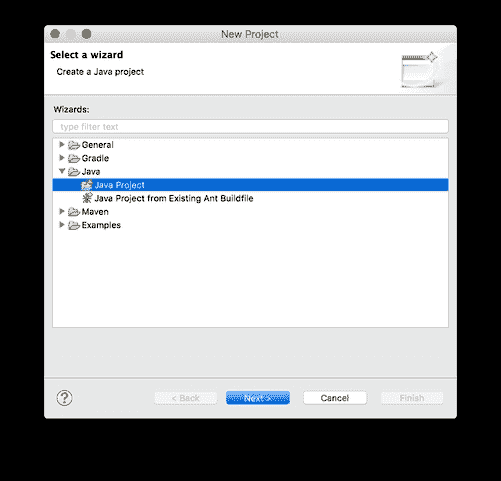 New Project
Select a wizard
Create a Java project
Wizards:
type filter text
General
Gradle
Java
Java Project
Java Project from Existing Ant Buildfile
Maven
Examples
?
< Back
Next >
Cancel
Finish